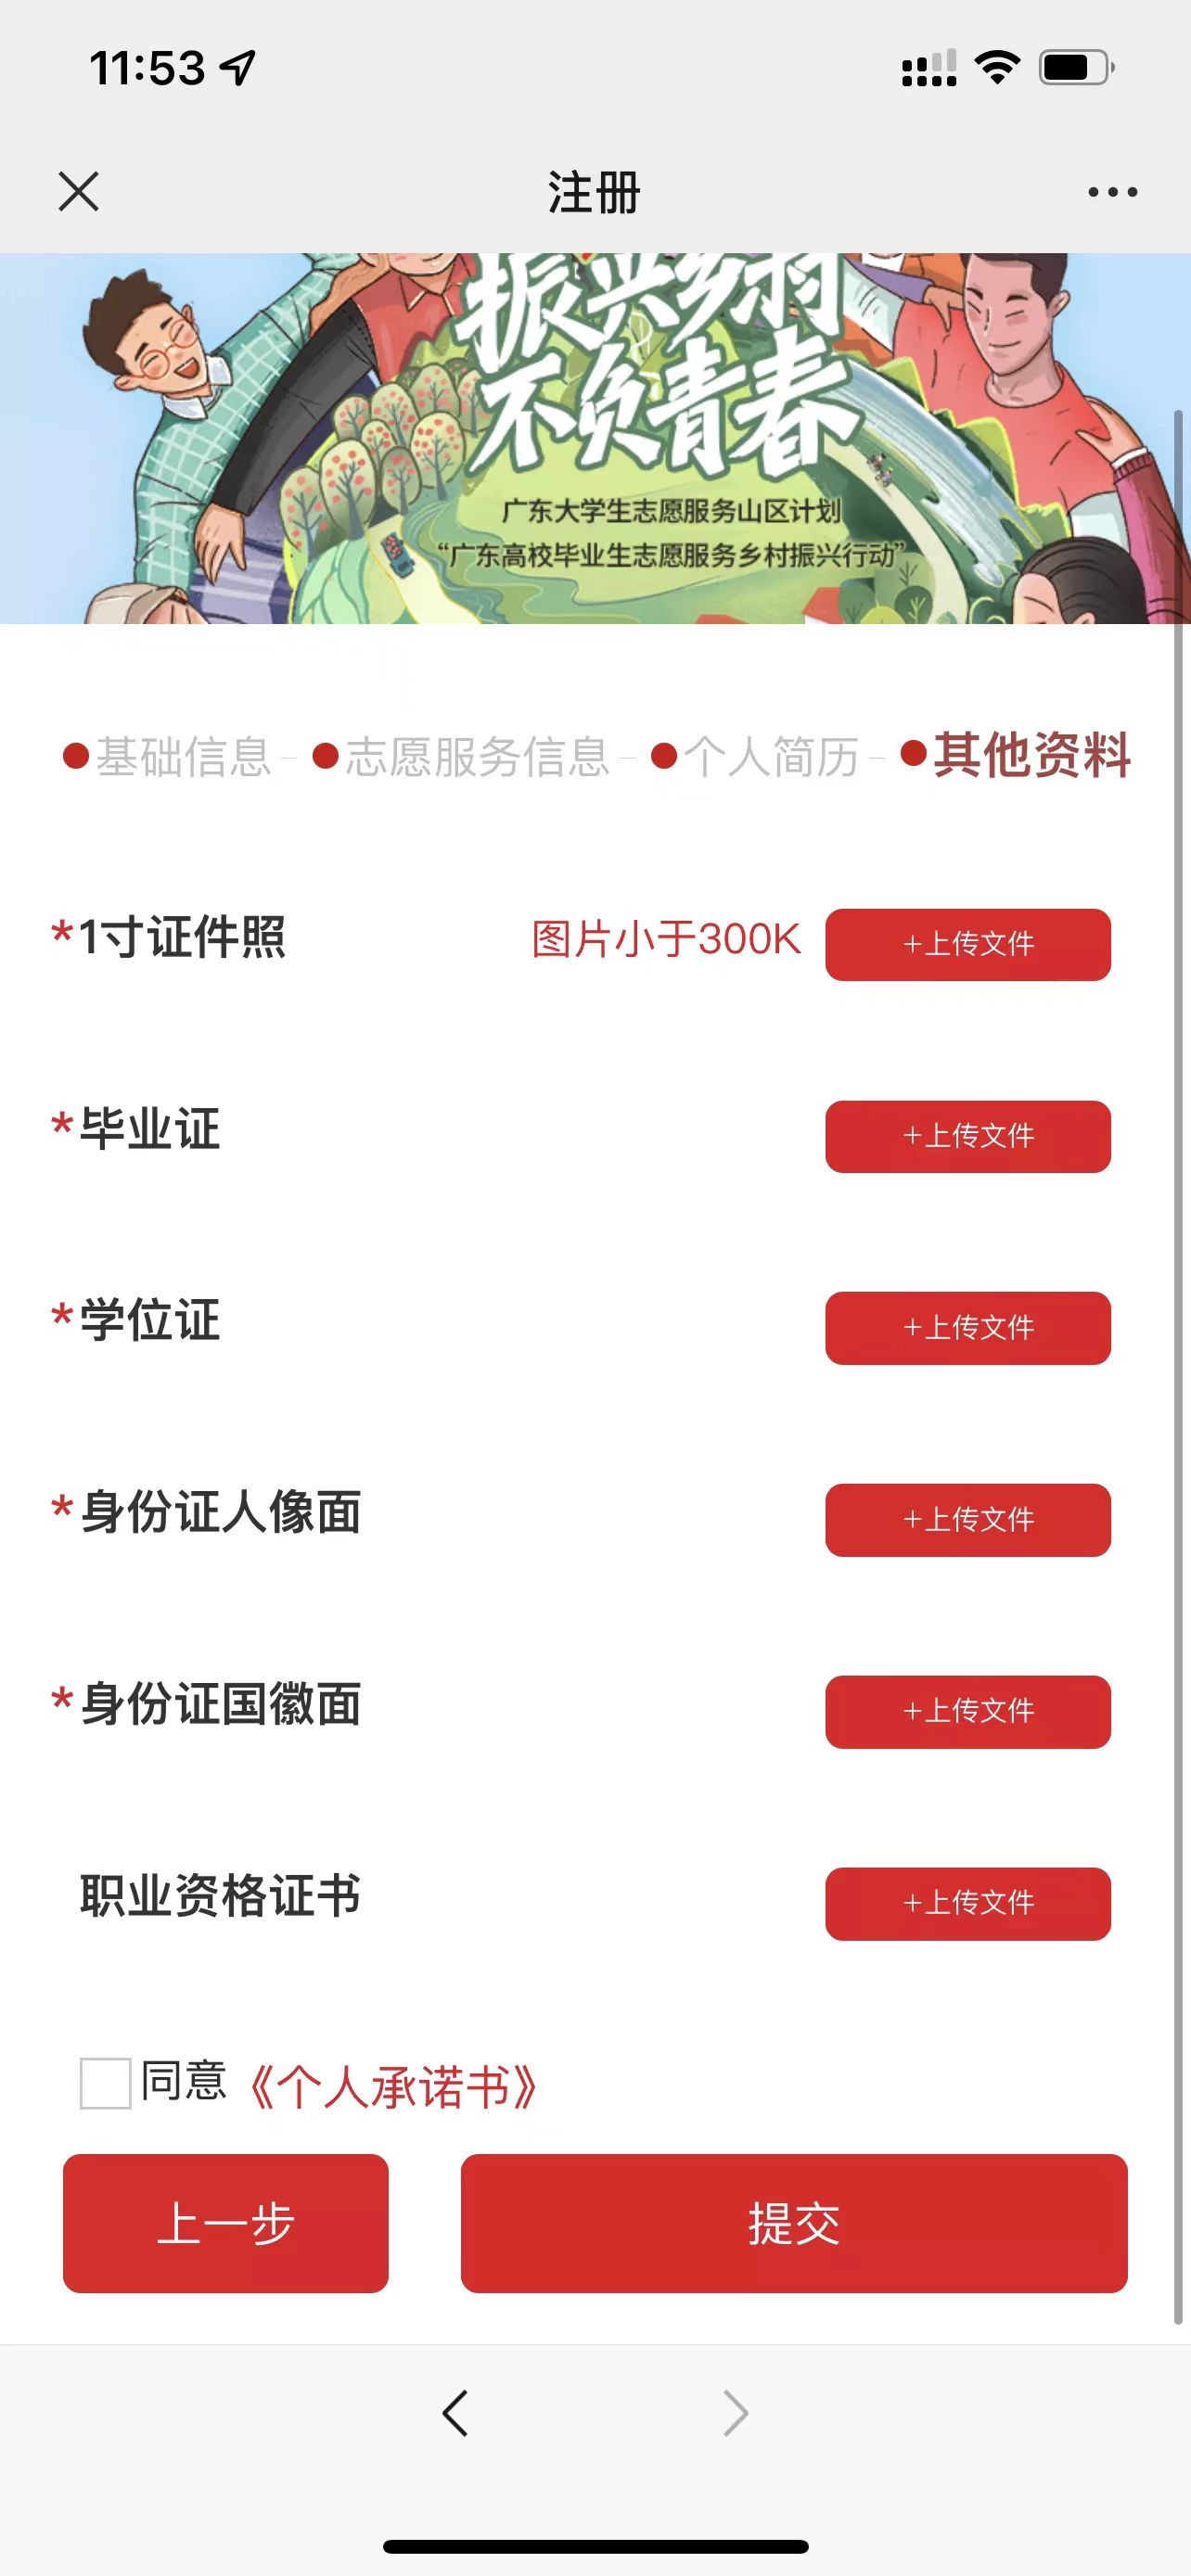 11:53
注册
振兴乡村
不负青春
广东大学生志愿服务山区计划
“广东高校毕业生志愿服务乡村振兴行动”
基础信息 志愿服务信息 个人简历 其他资料
*1寸证件照 图片小于300K +上传文件
*毕业证 +上传文件
*学位证 +上传文件
*身份证人像面 +上传文件
*身份证国徽面 +上传文件
职业资格证书 +上传文件
同意《个人承诺书》
上一步 提交